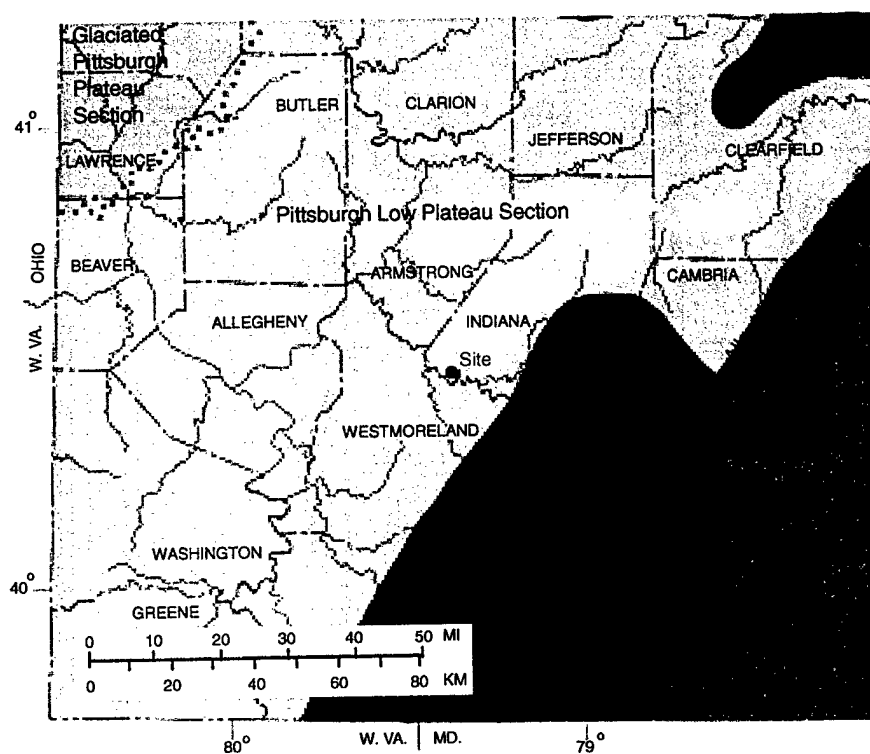 Glaciated
Pittsburgh
Plateau
Section
BUTLER
CLARION
41°
JEFFERSON
CLEARFIELD
LAWRENCE
Pittsburgh Low Plateau Section
OHIO
BEAVER
ARMSTRONG
CAMBRIA
ALLEGHENY
INDIANA
W. VA.
Site
WESTMORELAND
WASHINGTON
40°
GREENE
0 10 20 30 40 50 MI
0 20 40 60 80 KM
80° W. VA. MD. 79°